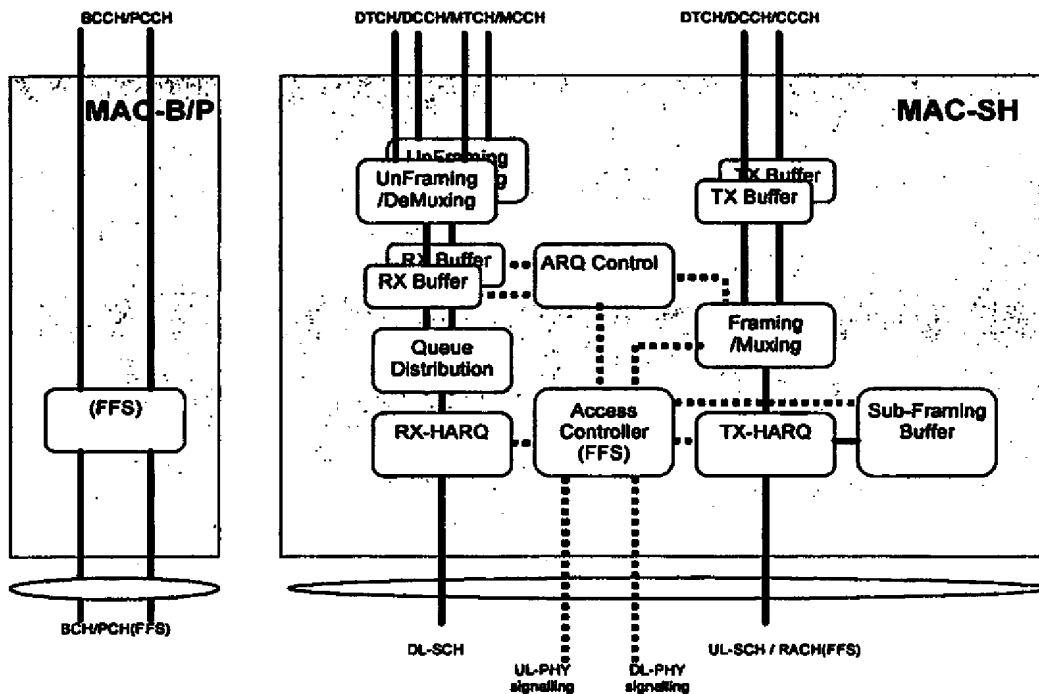 BCCH/PCCH
DTCH/DCCH/MTCH/MCCH
DTCH/DCCH/CCCH
MAC-B/P
MAC-SH
UnFraming
UnFraming
/DeMuxing
TX Buffer
TX Buffer
RX Buffer
RX Buffer
ARQ Control
Framing
/Muxing
Queue
Distribution
(FFS)
RX-HARQ
Access
Controller
(FFS)
TX-HARQ
Sub-Framing
Buffer
BCH/PCH(FFS)
DL-SCH
UL-PHY
signalling
DL-PHY
signalling
UL-SCH / RACH(FFS)